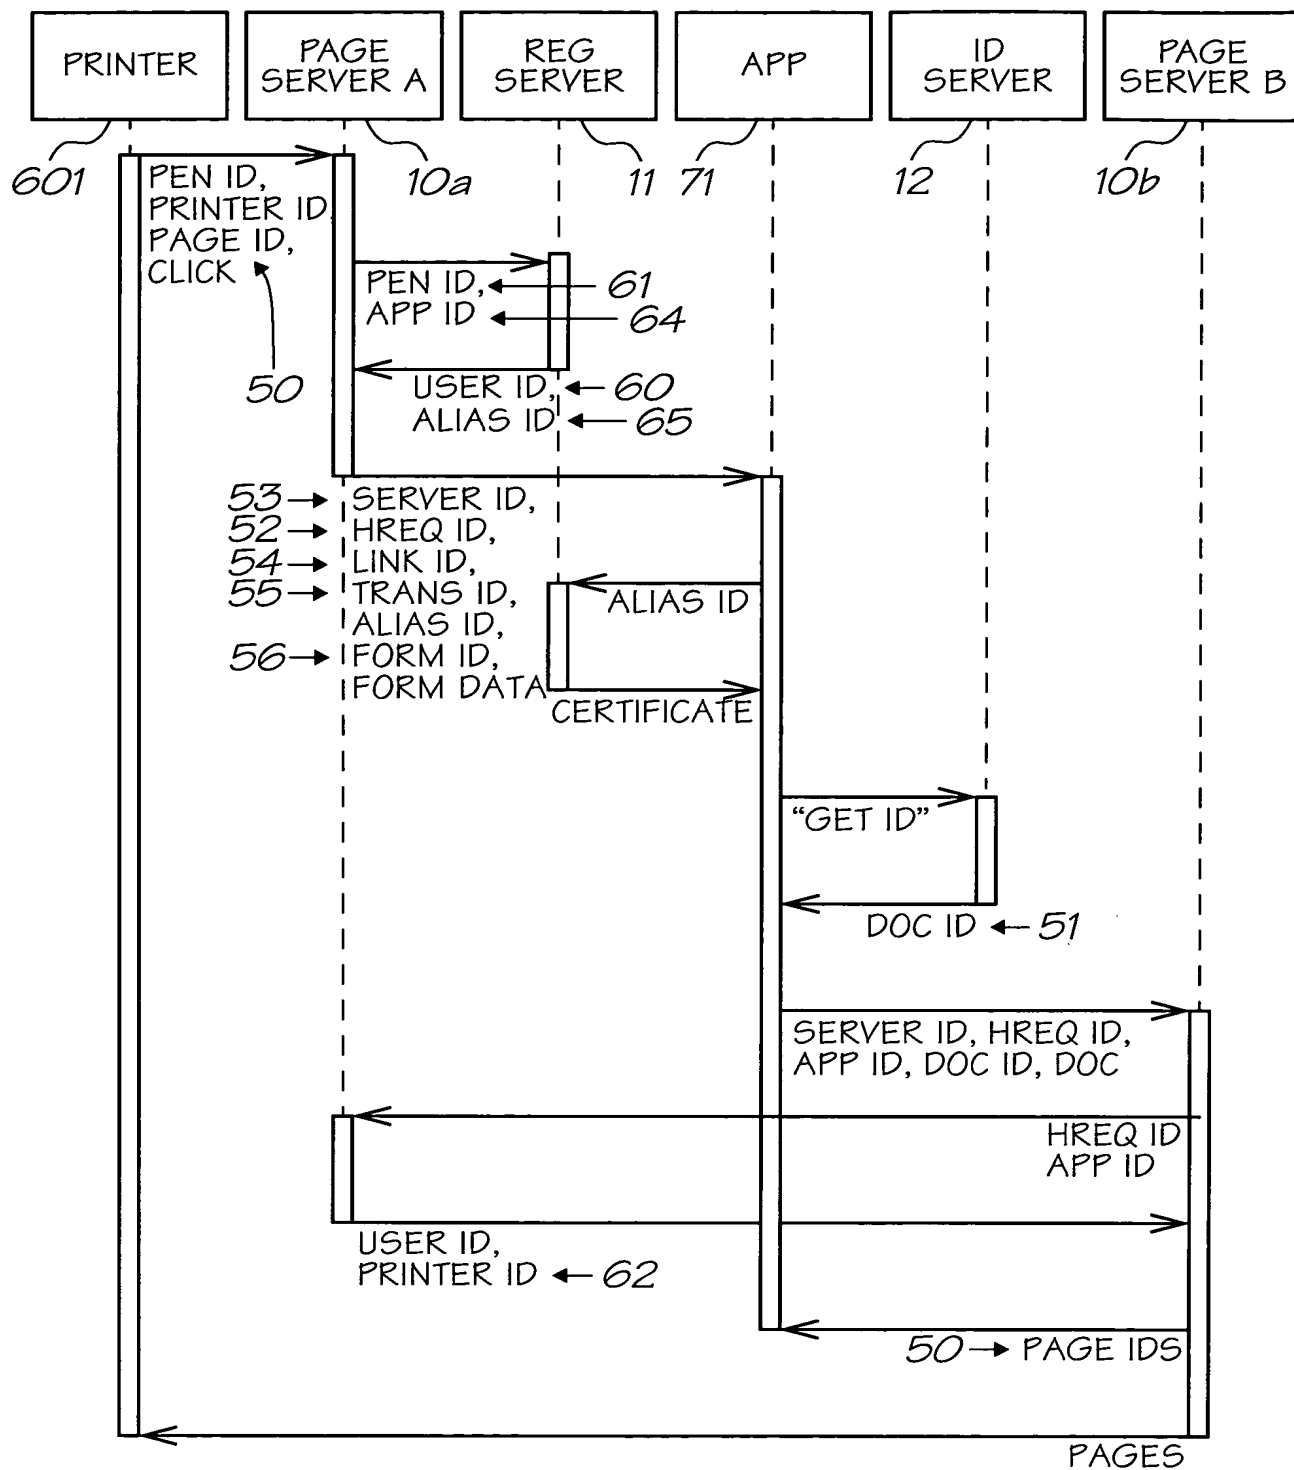 PRINTER
PAGE
SERVER A
REG
SERVER
APP
ID
SERVER
PAGE
SERVER B
601
10a
11
71
12
10b
PEN ID,
PRINTER ID
PAGE ID,
CLICK
50
PEN ID,
61
APP ID
64
USER ID,
60
ALIAS ID
65
53
SERVER ID,
52
HREQ ID,
54
LINK ID,
55
TRANS ID,
ALIAS ID,
56
FORM ID,
FORM DATA
ALIAS ID
CERTIFICATE
“GET ID”
DOC ID
51
SERVER ID, HREQ ID,
APP ID, DOC ID, DOC
HREQ ID
APP ID
USER ID,
PRINTER ID
62
50
PAGE IDS
PAGES